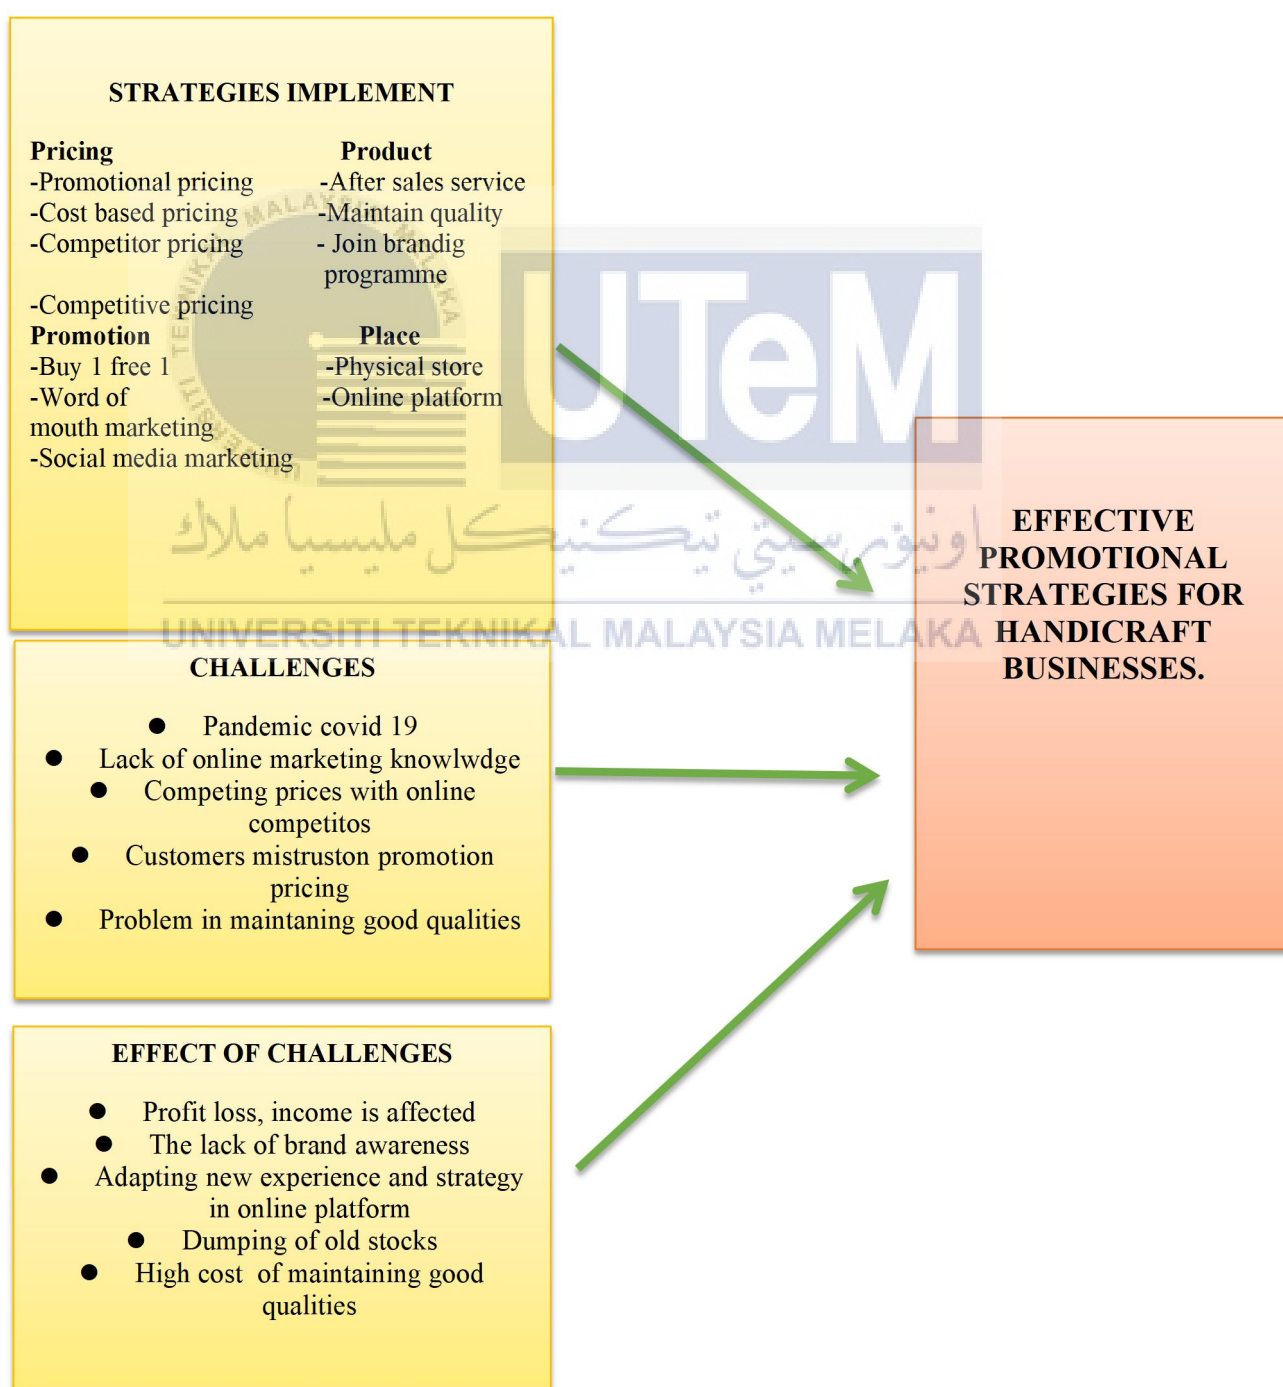 STRATEGIES IMPLEMENT
Pricing Product
-Promotional pricing -After sales service
-Cost based pricing -Maintain quality
-Competitor pricing - Join brandig
programme
-Competitive pricing
Promotion Place
-Buy 1 free 1 -Physical store
-Word of -Online platform
mouth marketing
-Social media marketing
UNIVERSITI TEKNIKAL MALAYSIA MELAKA
UTeM
اونيۏرسيتي تيكنيكل مليسيا ملاك
UNIVERSITI TEKNIKAL MALAYSIA MELAKA
EFFECTIVE
PROMOTIONAL
STRATEGIES FOR
HANDICRAFT
BUSINESSES.
CHALLENGES
● Pandemic covid 19
● Lack of online marketing knowlwdge
● Competing prices with online
competitos
● Customers mistruston promotion
pricing
● Problem in maintaning good qualities
EFFECT OF CHALLENGES
● Profit loss, income is affected
● The lack of brand awareness
● Adapting new experience and strategy
in online platform
● Dumping of old stocks
● High cost of maintaining good
qualities